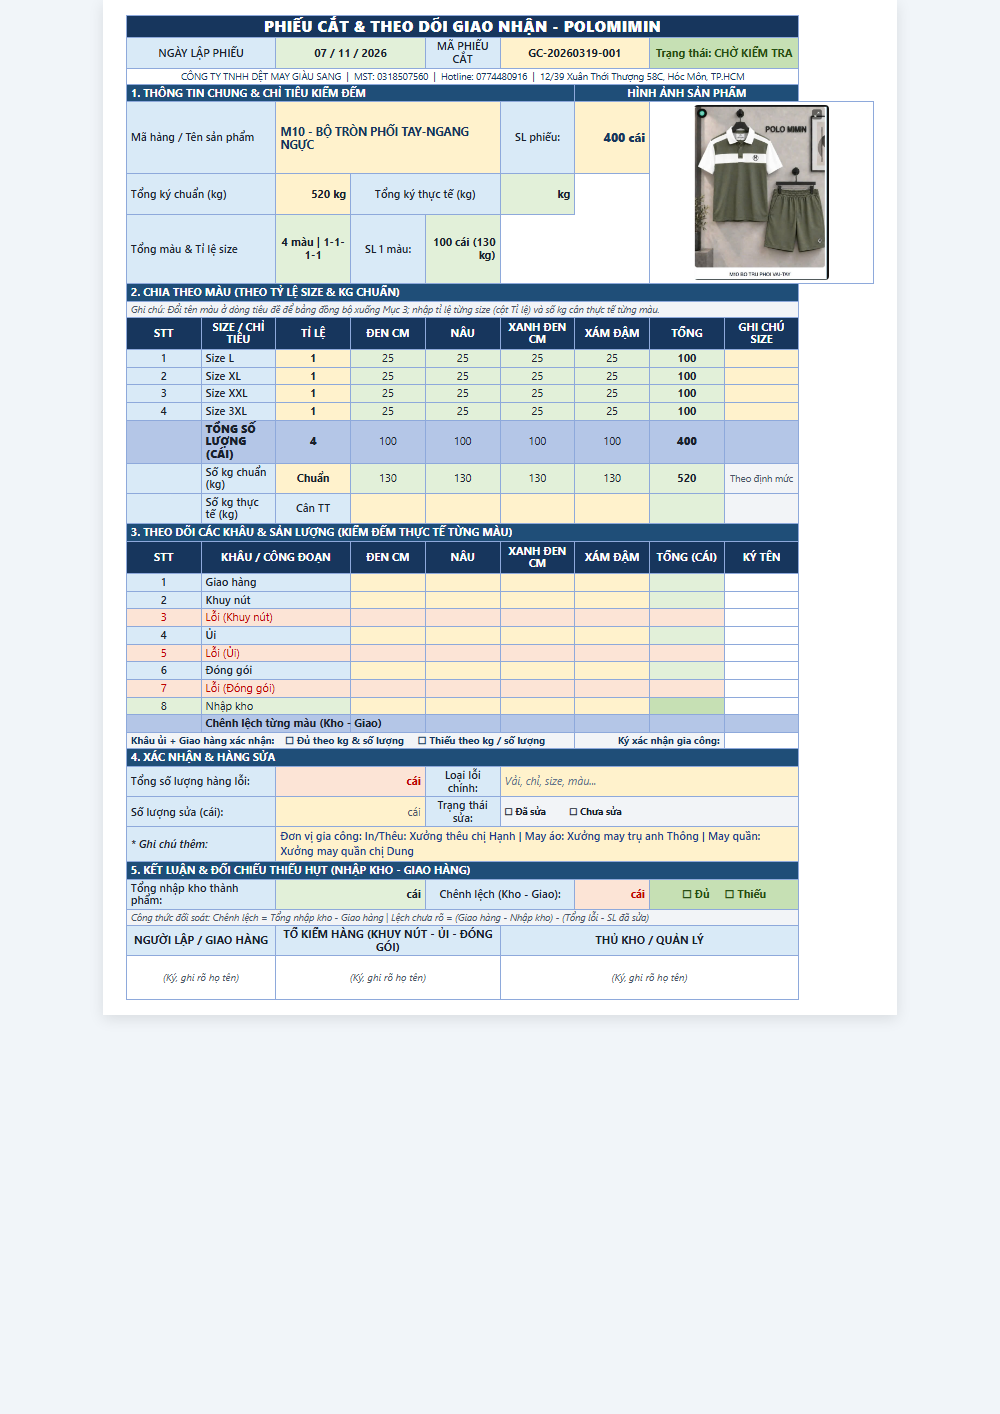 PHIẾU CẮT & THEO DÕI GIAO NHẬN - POLOMIMIN
NGÀY LẬP PHIẾU 07 / 11 / 2026 MÃ PHIẾU CẮT GC-20260319-001 Trạng thái: CHỜ KIỂM TRA
CÔNG TY TNHH DỆT MAY GIÀU SANG | MST: 0318507560 | Hotline: 0774480916 | 12/39 Xuân Thới Thượng 58C, Hóc Môn, TP.HCM
1. THÔNG TIN CHUNG & CHỈ TIÊU KIỂM ĐẾM HÌNH ẢNH SẢN PHẨM
Mã hàng / Tên sản phẩm M10 - BỘ TRÒN PHỐI TAY-NGANG NGỰC SL phiếu: 400 cái
POLO MIMIN
Tổng ký chuẩn (kg) 520 kg Tổng ký thực tế (kg) kg
Tổng màu & Tỉ lệ size 4 màu | 1-1-1-1 SL 1 màu: 100 cái (130 kg)
M10 BO TRU PHOI VAI-TAY
2. CHIA THEO MÀU (THEO TỶ LỆ SIZE & KG CHUẨN)
Ghi chú: Đổi tên màu ở dòng tiêu đề để bảng đồng bộ xuống Mục 3; nhập tỉ lệ từng size (cột Tỉ lệ) và số kg cân thực tế từng màu.
STT SIZE / CHỈ TIÊU TỈ LỆ ĐEN CM NÂU XANH ĐEN CM XÁM ĐẬM TỔNG GHI CHÚ SIZE
1 Size L 1 25 25 25 25 100
2 Size XL 1 25 25 25 25 100
3 Size XXL 1 25 25 25 25 100
4 Size 3XL 1 25 25 25 25 100
TỔNG SỐ LƯỢNG (CÁI) 4 100 100 100 100 400
Số kg chuẩn (kg) Chuẩn 130 130 130 130 520 Theo định mức
Số kg thực tế (kg) Cân TT
3. THEO DÕI CÁC KHÂU & SẢN LƯỢNG (KIỂM ĐẾM THỰC TẾ TỪNG MÀU)
STT KHÂU / CÔNG ĐOẠN ĐEN CM NÂU XANH ĐEN CM XÁM ĐẬM TỔNG (CÁI) KÝ TÊN
1 Giao hàng
2 Khuy nút
3 Lỗi (Khuy nút)
4 Ủi
5 Lỗi (Ủi)
6 Đóng gói
7 Lỗi (Đóng gói)
8 Nhập kho
Chênh lệch từng màu (Kho - Giao)
Khâu ủi + Giao hàng xác nhận: ☐ Đủ theo kg & số lượng ☐ Thiếu theo kg / số lượng Ký xác nhận gia công:
4. XÁC NHẬN & HÀNG SỬA
Tổng số lượng hàng lỗi: cái Loại lỗi chính: Vải, chỉ, size, màu...
Số lượng sửa (cái): cái Trạng thái sửa: ☐ Đã sửa ☐ Chưa sửa
* Ghi chú thêm: Đơn vị gia công: In/Thêu: Xưởng thêu chị Hạnh | May áo: Xưởng may trụ anh Thông | May quần: Xưởng may quần chị Dung
5. KẾT LUẬN & ĐỐI CHIẾU THIẾU HỤT (NHẬP KHO - GIAO HÀNG)
Tổng nhập kho thành phẩm: cái Chênh lệch (Kho - Giao): cái ☐ Đủ ☐ Thiếu
Công thức đối soát: Chênh lệch = Tổng nhập kho - Giao hàng | Lệch chưa rõ = (Giao hàng - Nhập kho) - (Tổng lỗi - SL đã sửa)
NGƯỜI LẬP / GIAO HÀNG TỔ KIỂM HÀNG (KHUY NÚT - ỦI - ĐÓNG GÓI) THỦ KHO / QUẢN LÝ
(Ký, ghi rõ họ tên) (Ký, ghi rõ họ tên) (Ký, ghi rõ họ tên)